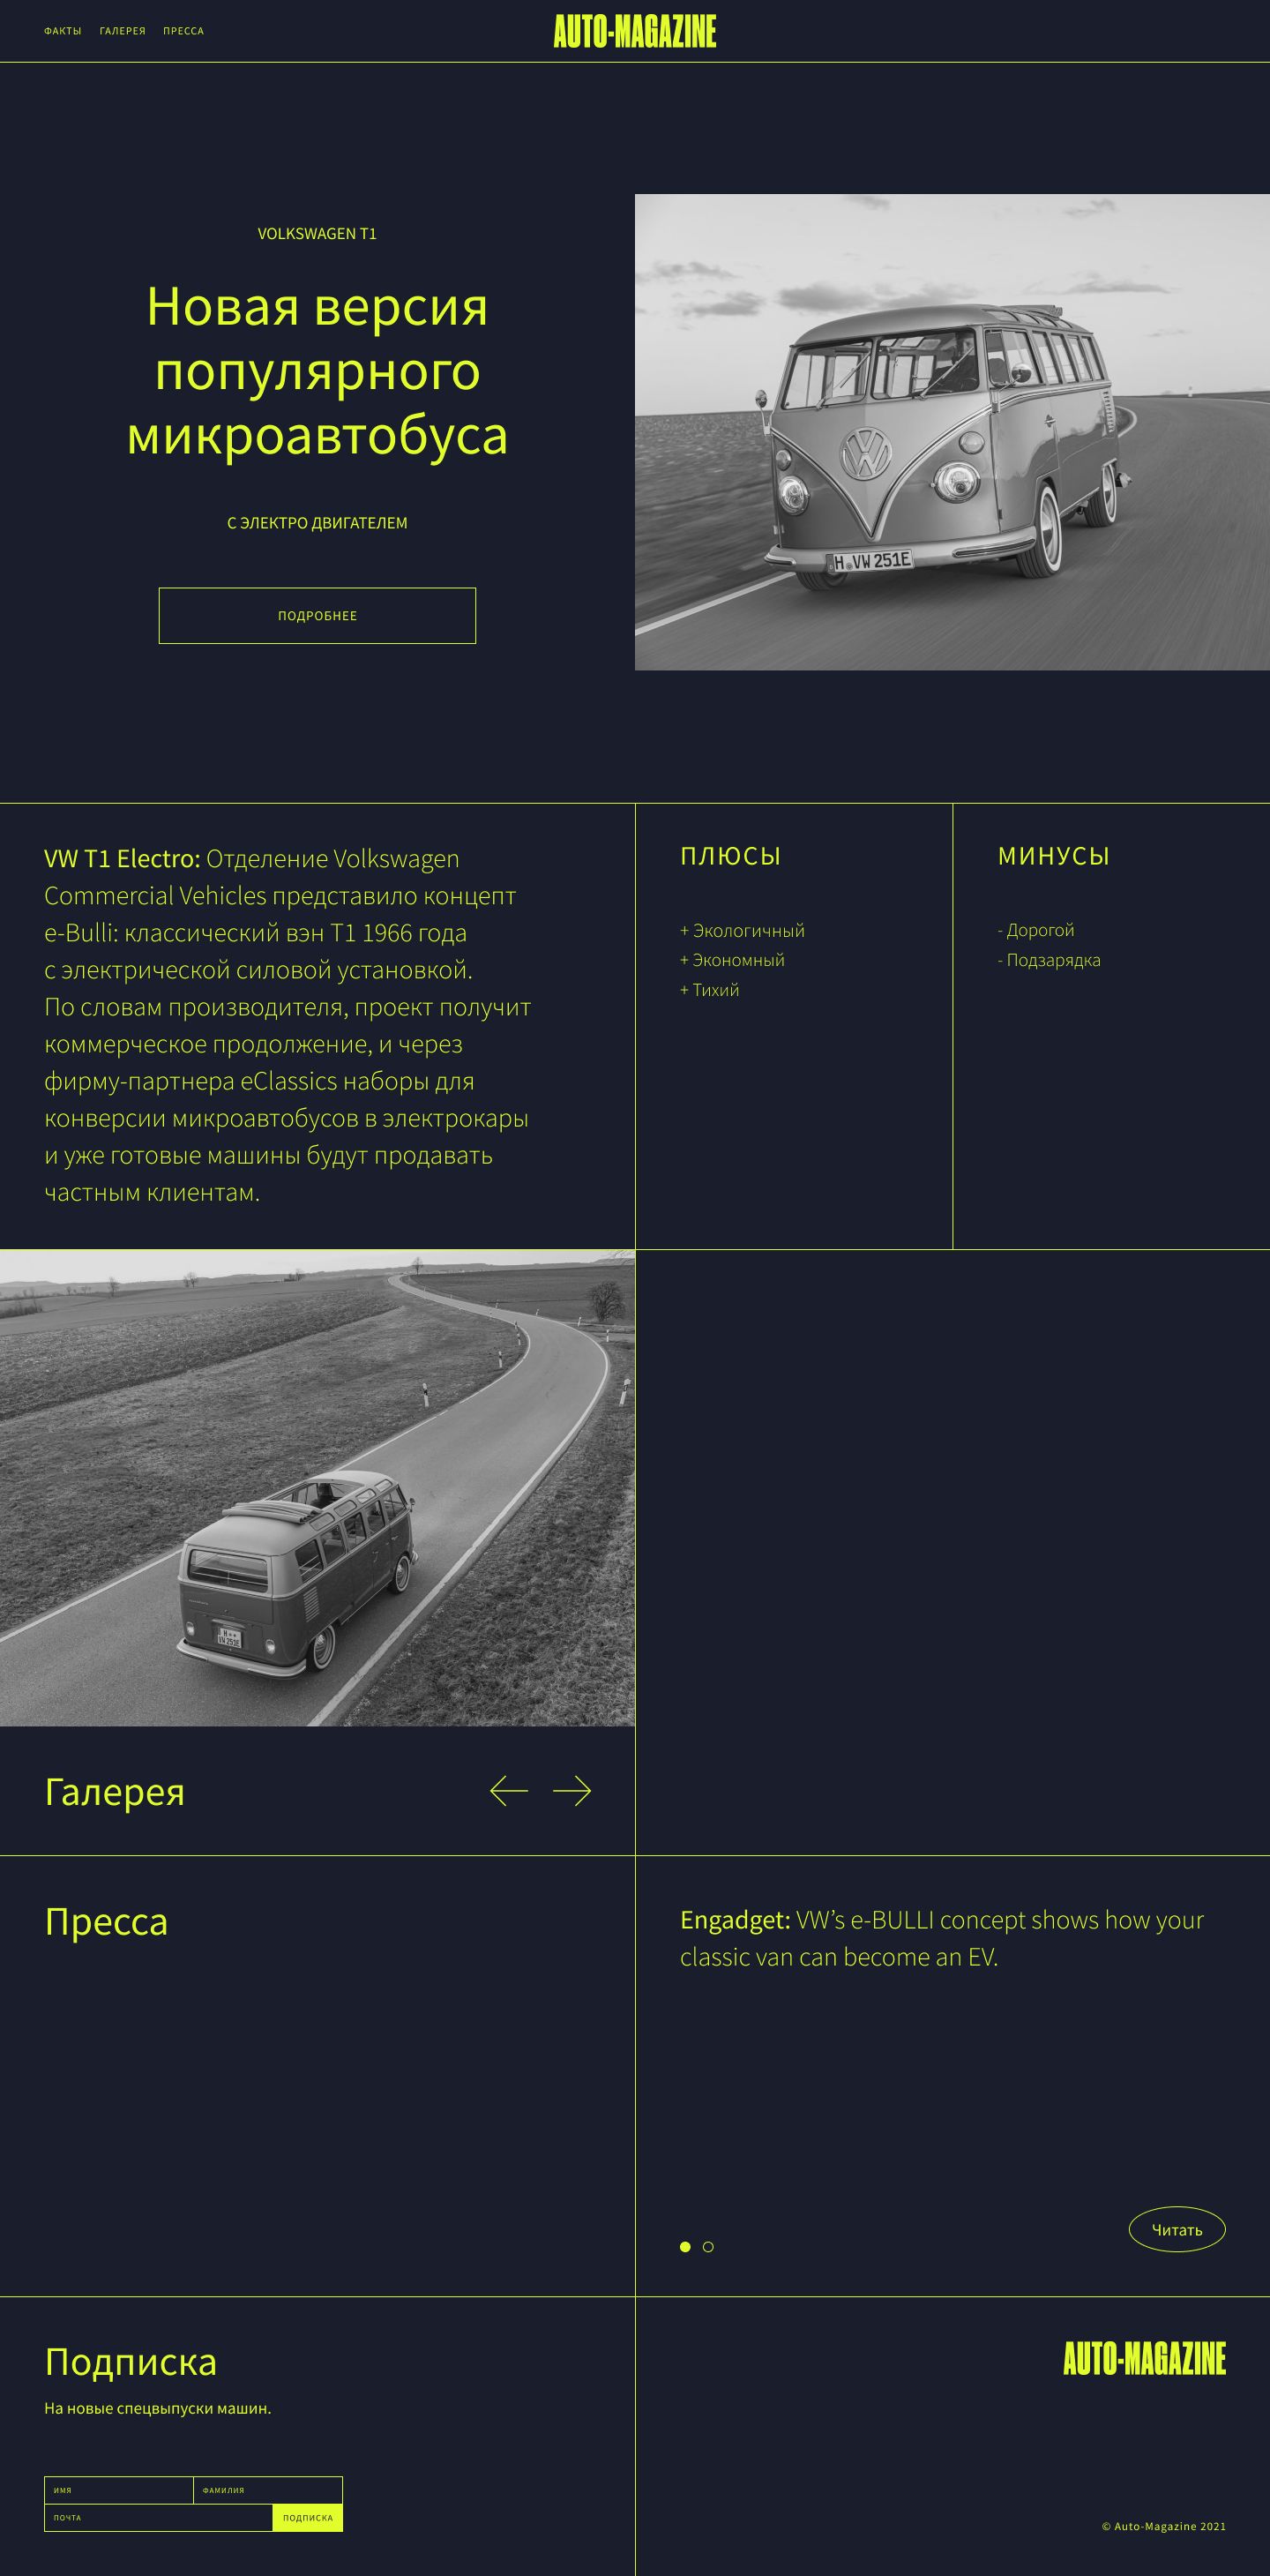 ФАКТЫ ГАЛЕРЕЯ ПРЕССА
AUTO-MAGAZINE
VOLKSWAGEN T1
Новая версия
популярного
микроавтобуса
С ЭЛЕКТРО ДВИГАТЕЛЕМ
ПОДРОБНЕЕ
H VW 251E
VW T1 Electro: Отделение Volkswagen
Commercial Vehicles представило концепт
e-Bulli: классический вэн T1 1966 года
с электрической силовой установкой.
По словам производителя, проект получит
коммерческое продолжение, и через
фирму-партнера eClassics наборы для
конверсии микроавтобусов в электрокары
и уже готовые машины будут продавать
частным клиентам.
ПЛЮСЫ
+ Экологичный
+ Экономный
+ Тихий
МИНУСЫ
- Дорогой
- Подзарядка
H
VW 251E
Галерея
Пресса
Engadget: VW’s e-BULLI concept shows how your
classic van can become an EV.
Читать
Подписка
На новые спецвыпуски машин.
ИМЯ ФАМИЛИЯ
ПОЧТА ПОДПИСКА
AUTO-MAGAZINE
© Auto-Magazine 2021